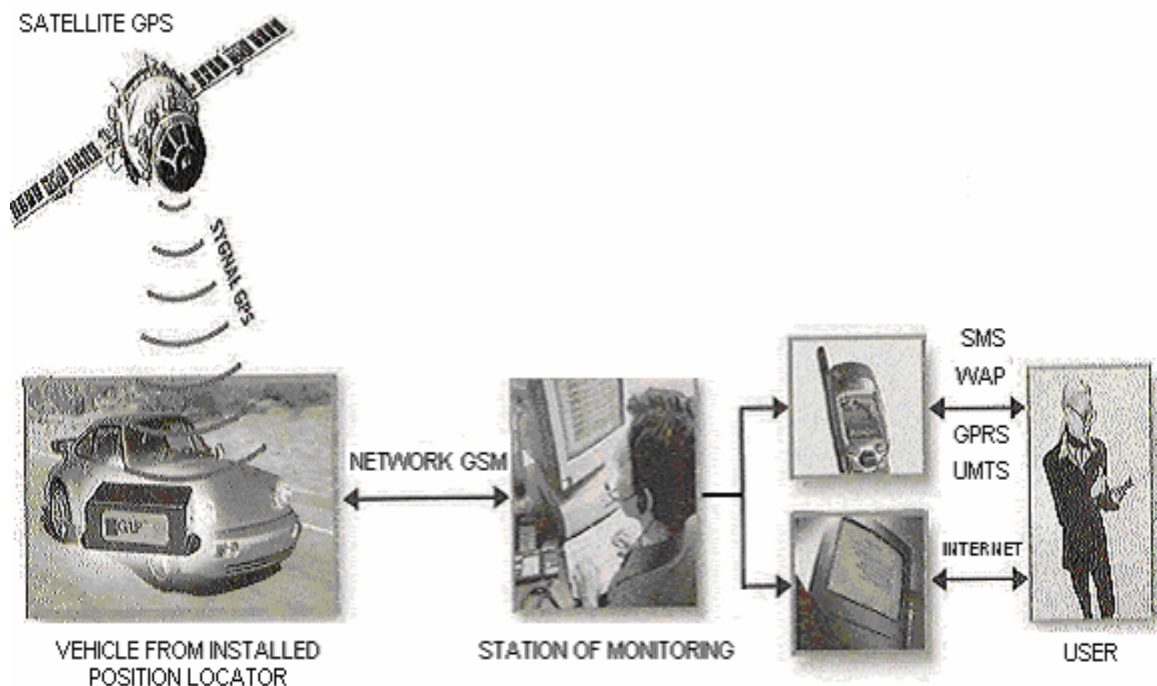 SATELLITE GPS
SYGNAŁ GPS
NETWORK GSM
SMS
WAP
GPRS
UMTS
INTERNET
VEHICLE FROM INSTALLED
POSITION LOCATOR
STATION OF MONITORING
USER